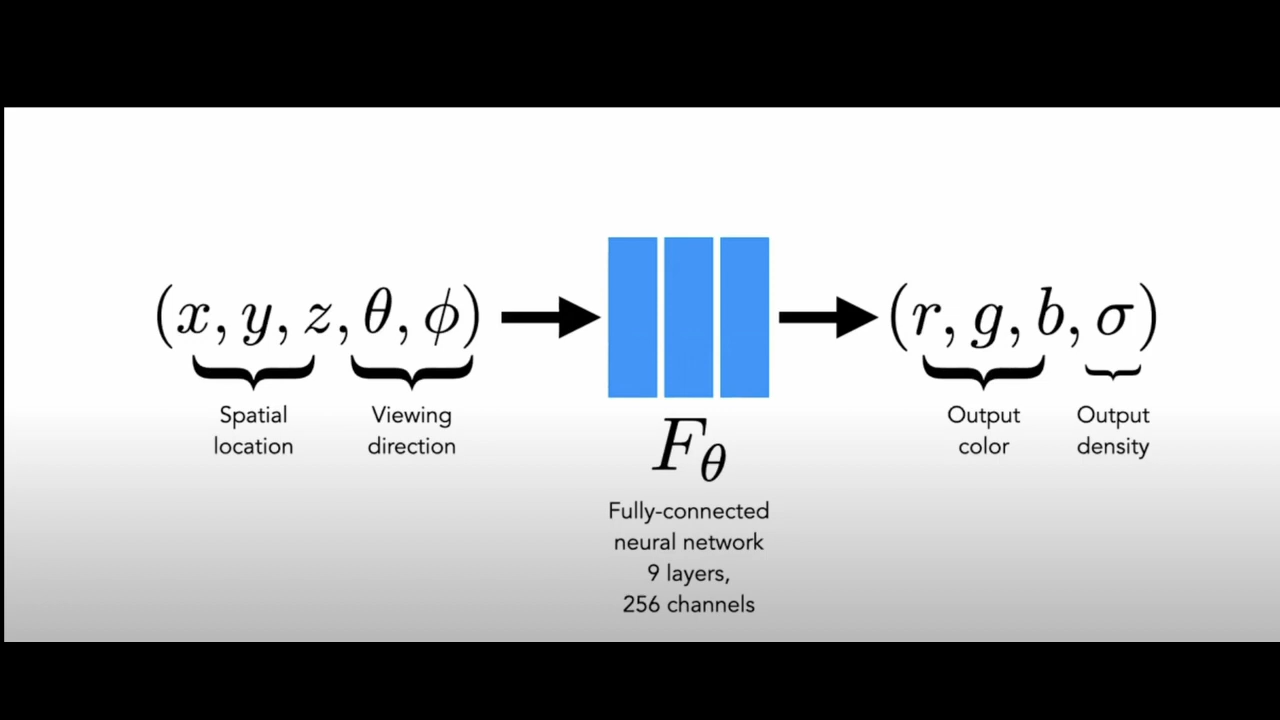 (x, y, z, θ, ϕ) (r, g, b, σ)
Spatial location
Viewing direction
Output color
Output density
F_θ
Fully-connected
neural network
9 layers,
256 channels